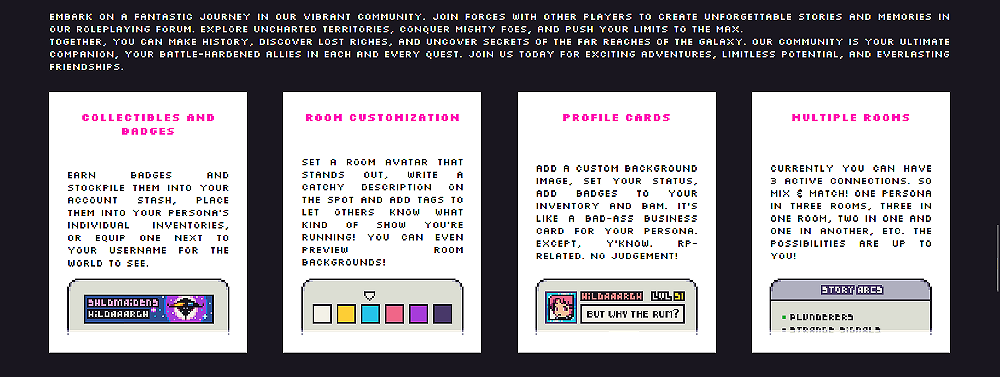 EMBARK ON A FANTASTIC JOURNEY IN OUR VIBRANT COMMUNITY. JOIN FORCES WITH OTHER PLAYERS TO CREATE UNFORGETTABLE STORIES AND MEMORIES IN
OUR ROLEPLAYING FORUM. EXPLORE UNCHARTED TERRITORIES, CONQUER MIGHTY FOES, AND PUSH YOUR LIMITS TO THE MAX.
TOGETHER, YOU CAN MAKE HISTORY, DISCOVER LOST RICHES, AND UNCOVER SECRETS OF THE FAR REACHES OF THE GALAXY. OUR COMMUNITY IS YOUR ULTIMATE
COMPANION, YOUR BATTLE-HARDENED ALLIES IN EACH AND EVERY QUEST. JOIN US TODAY FOR EXCITING ADVENTURES, LIMITLESS POTENTIAL, AND EVERLASTING
FRIENDSHIPS.
COLLECTIBLES AND
BADGES
EARN BADGES AND
STOCKPILE THEM INTO YOUR
ACCOUNT STASH, PLACE
THEM INTO YOUR PERSONA'S
INDIVIDUAL INVENTORIES,
OR EQUIP ONE NEXT TO
YOUR USERNAME FOR THE
WORLD TO SEE.
SHLDMAIDENS
HILDAAARGH
ROOM CUSTOMIZATION
SET A ROOM AVATAR THAT
STANDS OUT, WRITE A
CATCHY DESCRIPTION ON
THE SPOT AND ADD TAGS TO
LET OTHERS KNOW WHAT
KIND OF SHOW YOU'RE
RUNNING! YOU CAN EVEN
PREVIEW ROOM
BACKGROUNDS!
PROFILE CARDS
ADD A CUSTOM BACKGROUND
IMAGE, SET YOUR STATUS,
ADD BADGES TO YOUR
INVENTORY AND BAM. IT'S
LIKE A BAD-ASS BUSINESS
CARD FOR YOUR PERSONA.
EXCEPT, Y'KNOW. RP-
RELATED. NO JUDGEMENT!
HILDAAARGH LVL 51
BUT WHY THE RUM?
MULTIPLE ROOMS
CURRENTLY YOU CAN HAVE
3 ACTIVE CONNECTIONS. SO
MIX & MATCH! ONE PERSONA
IN THREE ROOMS, THREE IN
ONE ROOM, TWO IN ONE AND
ONE IN ANOTHER, ETC. THE
POSSIBILITIES ARE UP TO
YOU!
STORY ARCS
PLUNDERERS
STRANGE SIGNALS